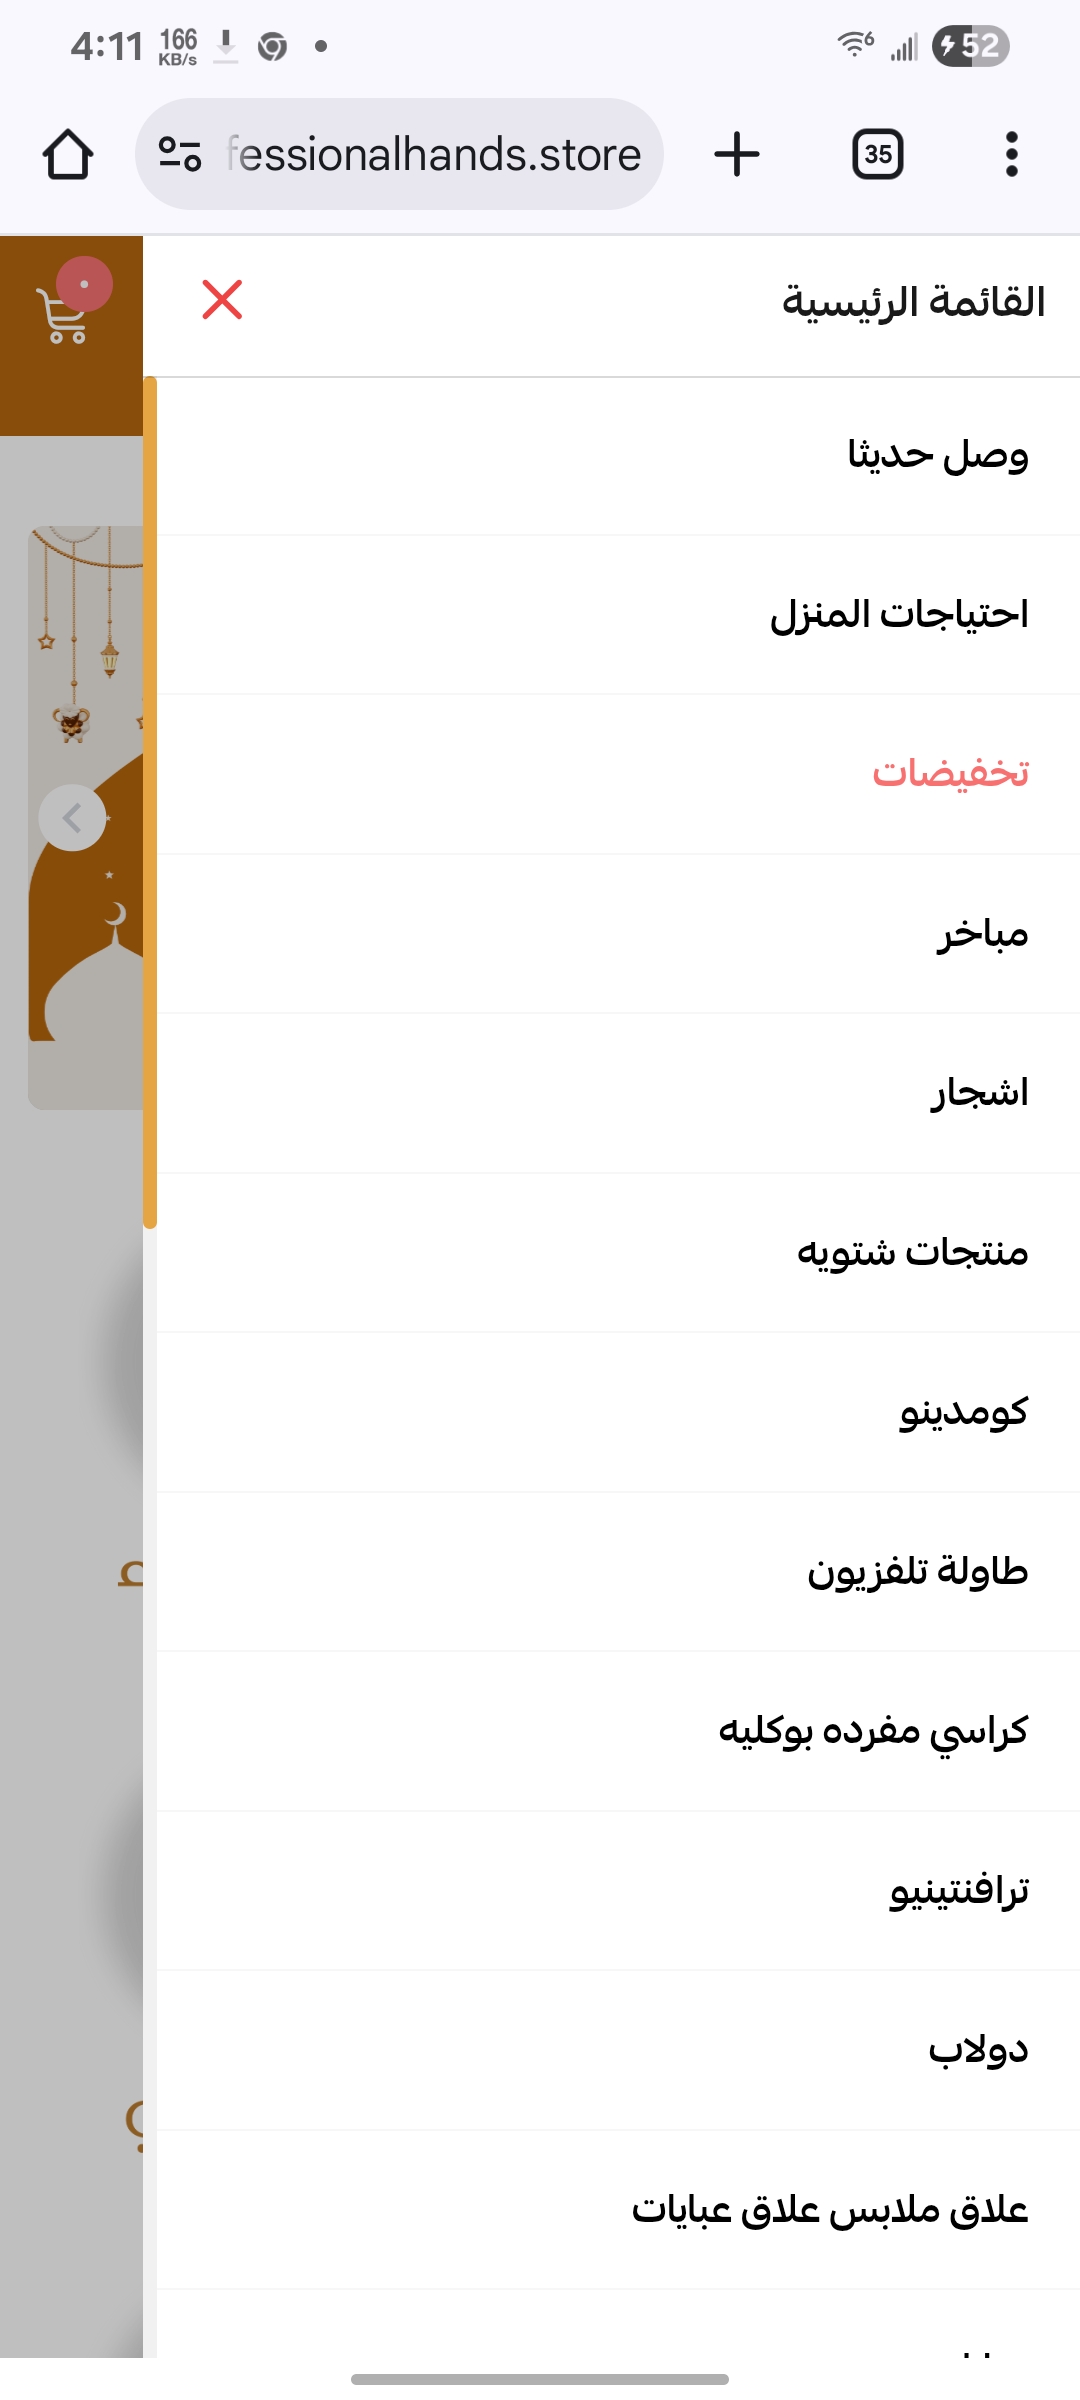 4:11 166 KB/s 6 52
fessionalhands.store 35
القائمة الرئيسية
وصل حديثا
احتياجات المنزل
تخفيضات
مباخر
اشجار
منتجات شتويه
كومدينو
طاولة تلفزيون
كراسي مفرده بوكليه
ترافنتينيو
دولاب
علاق ملابس علاق عبايات